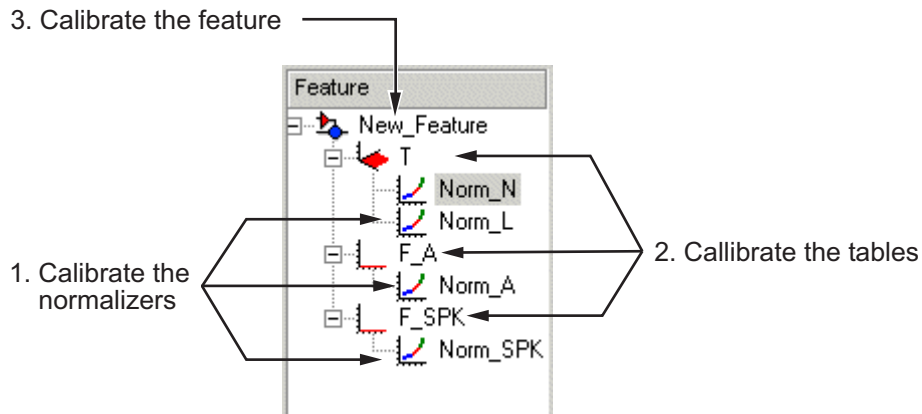 3. Calibrate the feature
Feature
New_Feature
T
Norm_N
Norm_L
F_A
Norm_A
F_SPK
Norm_SPK
1. Calibrate the
normalizers
2. Callibrate the tables